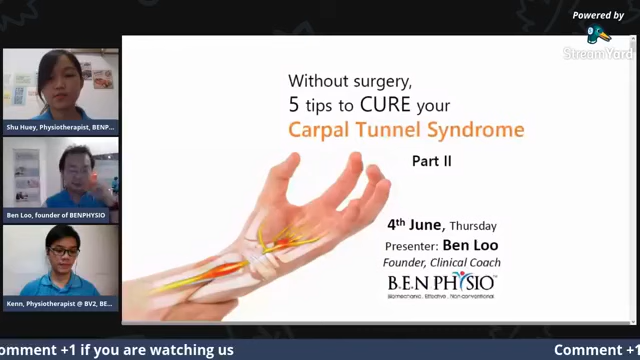 Powered by
StreamYard
Shu Huey, Physiotherapist, BENP...
Ben Loo, founder of BENPHYSIO
Kenn, Physiotherapist @ BV2, BE...
Without surgery,
5 tips to CURE your
Carpal Tunnel Syndrome
Part II
4th June, Thursday
Presenter: Ben Loo
Founder, Clinical Coach
B.E.N PHYSIO™
Biomechanic . Effective . Non-conventional
omment +1 if you are watching us
Comment +1